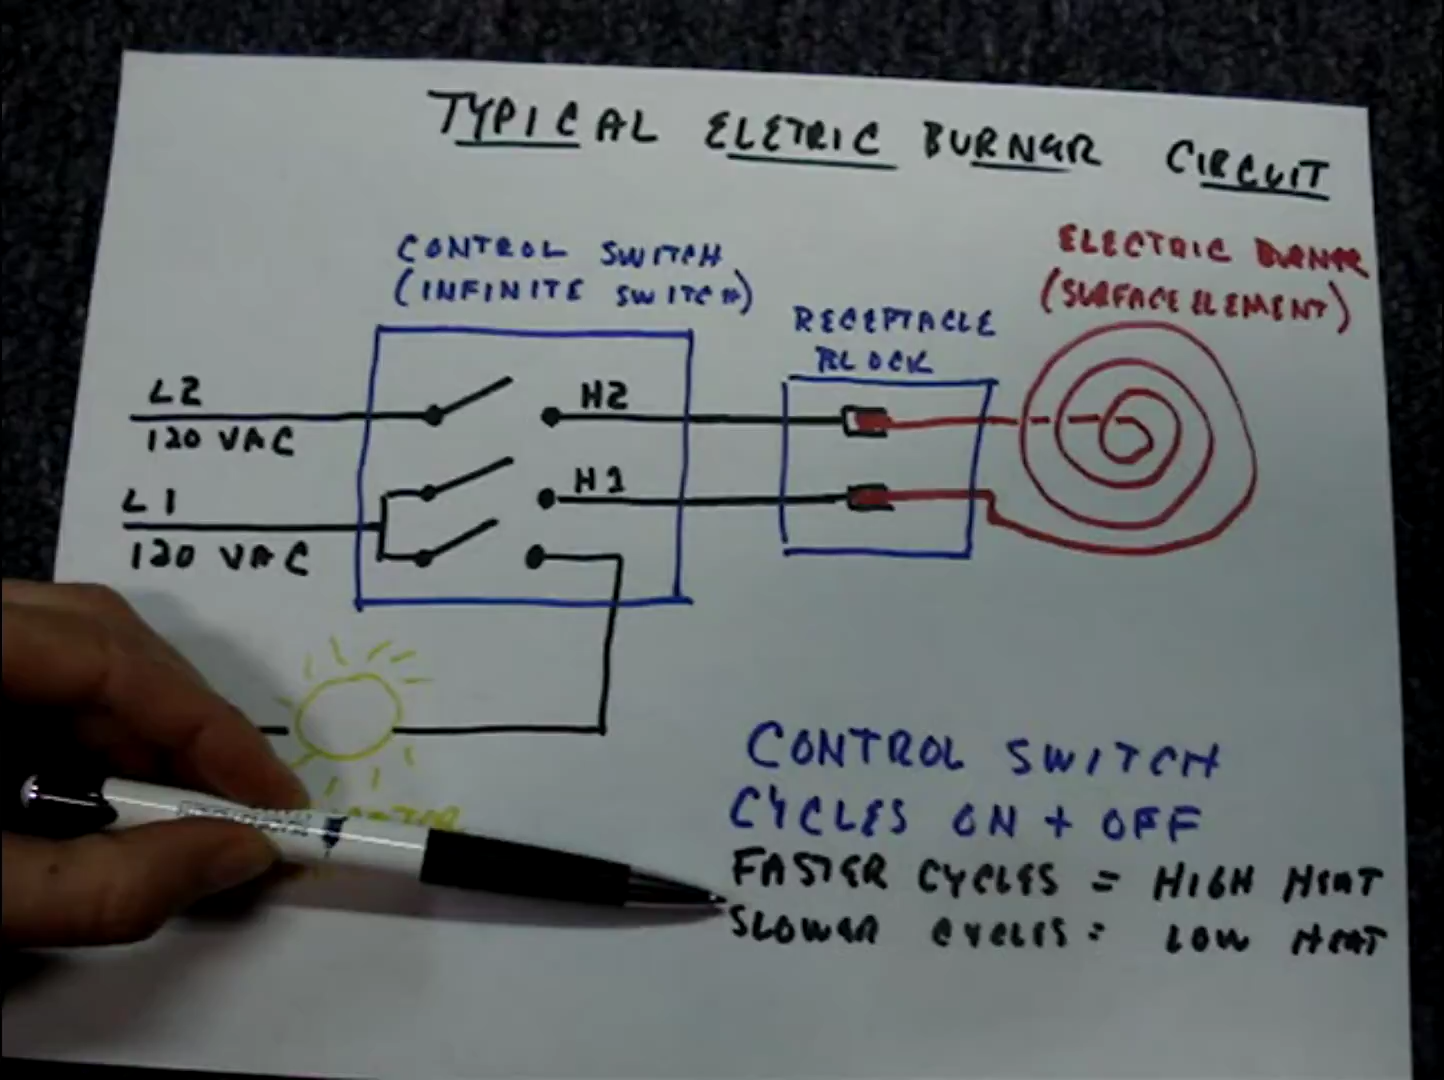 TYPICAL ELETRIC BURNER CIRCUIT
CONTROL SWITCH
(INFINITE SWITCH)
ELECTRIC BURNER
(SURFACE ELEMENT)
RECEPTACLE
BLOCK
L2
120 VAC
H2
L1
120 VAC
H1
CONTROL SWITCH
CYCLES ON + OFF
FASTER CYCLES = HIGH HEAT
SLOWER CYCLES = LOW HEAT